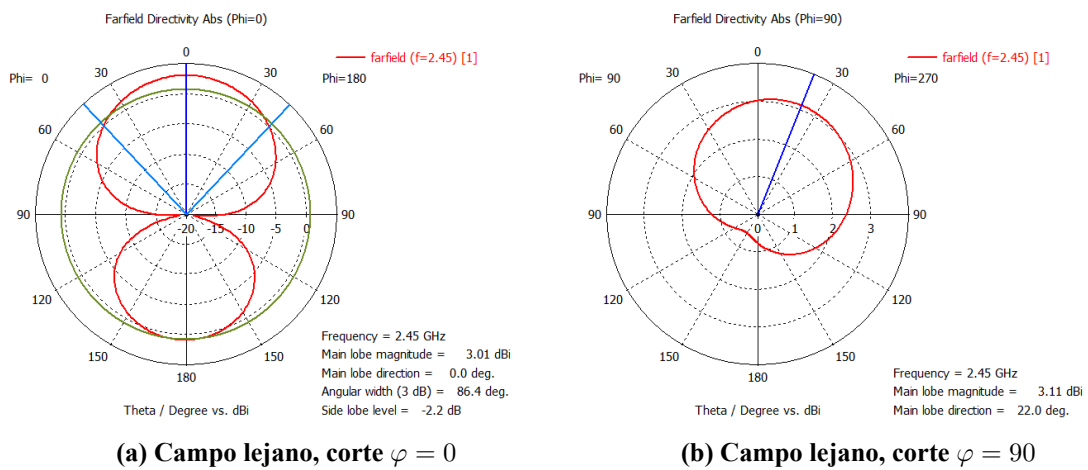 Farfield Directivity Abs (Phi=0)
farfield (f=2.45) [1]
Phi= 0
Phi=180
0
30
30
60
60
90
90
-20
-15
-10
-5
0
120
120
150
150
180
Frequency = 2.45 GHz
Main lobe magnitude = 3.01 dBi
Main lobe direction = 0.0 deg.
Angular width (3 dB) = 86.4 deg.
Side lobe level = -2.2 dB
Theta / Degree vs. dBi
(a) Campo lejano, corte φ = 0
Farfield Directivity Abs (Phi=90)
farfield (f=2.45) [1]
Phi= 90
Phi=270
0
30
30
60
60
90
90
0
1
2
3
120
120
150
150
180
Frequency = 2.45 GHz
Main lobe magnitude = 3.11 dBi
Main lobe direction = 22.0 deg.
Theta / Degree vs. dBi
(b) Campo lejano, corte φ = 90